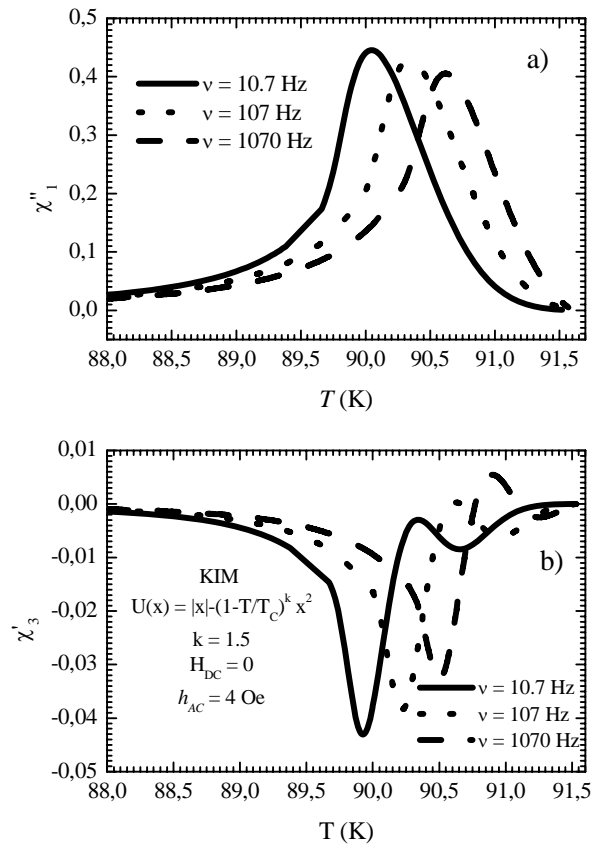 0,5
a)
0,4
ν = 10.7 Hz
ν = 107 Hz
0,3
ν = 1070 Hz
χ"₁
0,2
0,1
0,0
88,0 88,5 89,0 89,5 90,0 90,5 91,0 91,5
T (K)
0,01
0,00
-0,01
b)
KIM
U(x) = |x|-(1-T/T_C)^k x²
-0,02
χ'₃
k = 1.5
-0,03
H_DC = 0
ν = 10.7 Hz
h_AC = 4 Oe
ν = 107 Hz
-0,04
ν = 1070 Hz
-0,05
88,0 88,5 89,0 89,5 90,0 90,5 91,0 91,5
T (K)